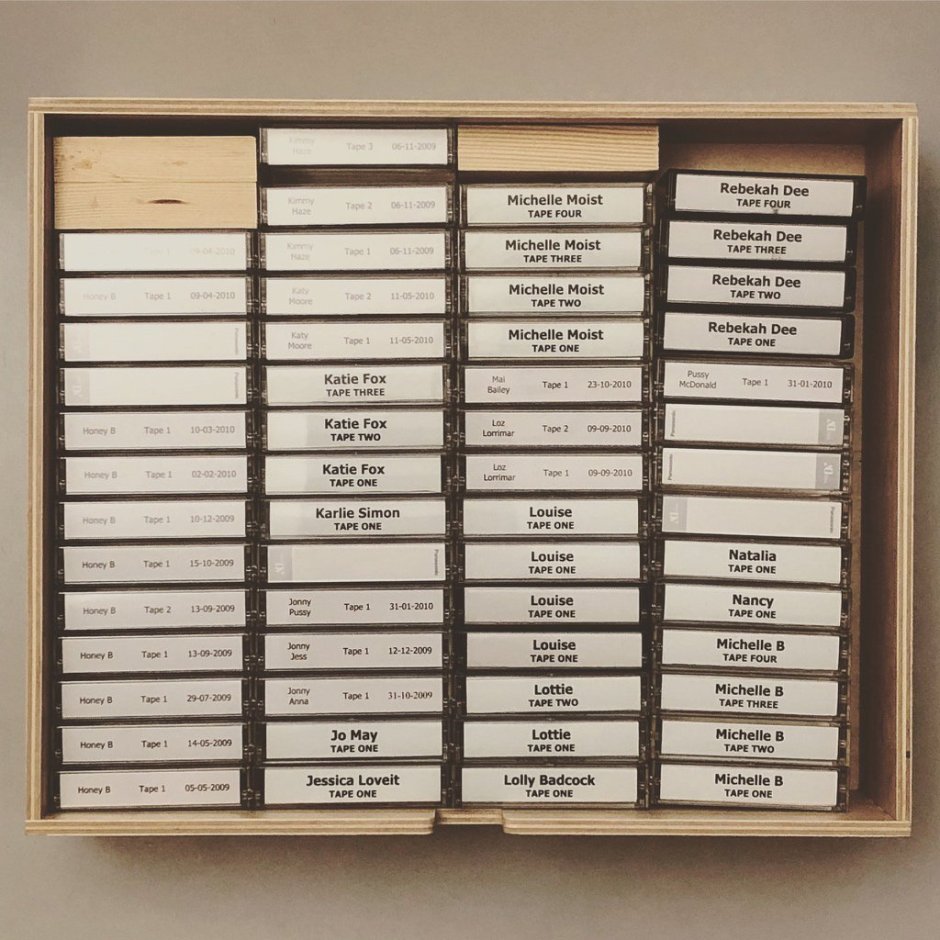 09-04-2010
Honey B Tape 1 09-04-2010
Panasonic
Honey B Tape 1 10-03-2010
Honey B Tape 1 02-02-2010
Honey B Tape 1 10-12-2009
Honey B Tape 1 15-10-2009
Honey B Tape 2 13-09-2009
Honey B Tape 1 13-09-2009
Honey B Tape 1 29-07-2009
Honey B Tape 1 14-05-2009
Honey B Tape 1 05-05-2009
Kimmy
Haze Tape 3 06-11-2009
Kimmy
Haze Tape 2 06-11-2009
Kimmy
Haze Tape 1 06-11-2009
Katy
Moore Tape 2 11-05-2010
Katy
Moore Tape 1 11-05-2010
Katie Fox
TAPE THREE
Katie Fox
TAPE TWO
Katie Fox
TAPE ONE
Karlie Simon
TAPE ONE
Panasonic
Jonny
Pussy Tape 1 31-01-2010
Jonny
Jess Tape 1 12-12-2009
Jonny
Anna Tape 1 31-10-2009
Jo May
TAPE ONE
Jessica Loveit
TAPE ONE
Michelle Moist
TAPE FOUR
Michelle Moist
TAPE THREE
Michelle Moist
TAPE TWO
Michelle Moist
TAPE ONE
Mai
Bailey Tape 1 23-10-2010
Loz
Lorrimar Tape 2 09-09-2010
Loz
Lorrimar Tape 1 09-09-2010
Louise
TAPE ONE
Louise
TAPE ONE
Louise
TAPE ONE
Louise
TAPE ONE
Lottie
TAPE TWO
Lottie
TAPE ONE
Lolly Badcock
TAPE ONE
Rebekah Dee
TAPE FOUR
Rebekah Dee
TAPE THREE
Rebekah Dee
TAPE TWO
Rebekah Dee
TAPE ONE
Pussy
McDonald Tape 1 31-01-2010
Panasonic
Panasonic
Panasonic
Natalia
TAPE ONE
Nancy
TAPE ONE
Michelle B
TAPE FOUR
Michelle B
TAPE THREE
Michelle B
TAPE TWO
Michelle B
TAPE ONE